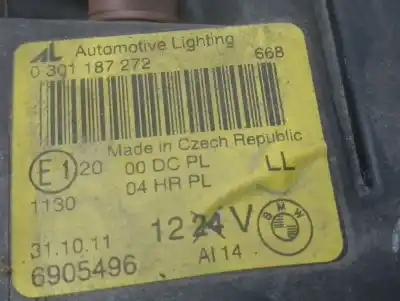 AL Automotive Lighting
0 301 187 272 668
Made in Czech Republic
E1 20 00 DC PL LL
1130 04 HR PL
31.10.11 12 24 V BMW
6905496 AI 14